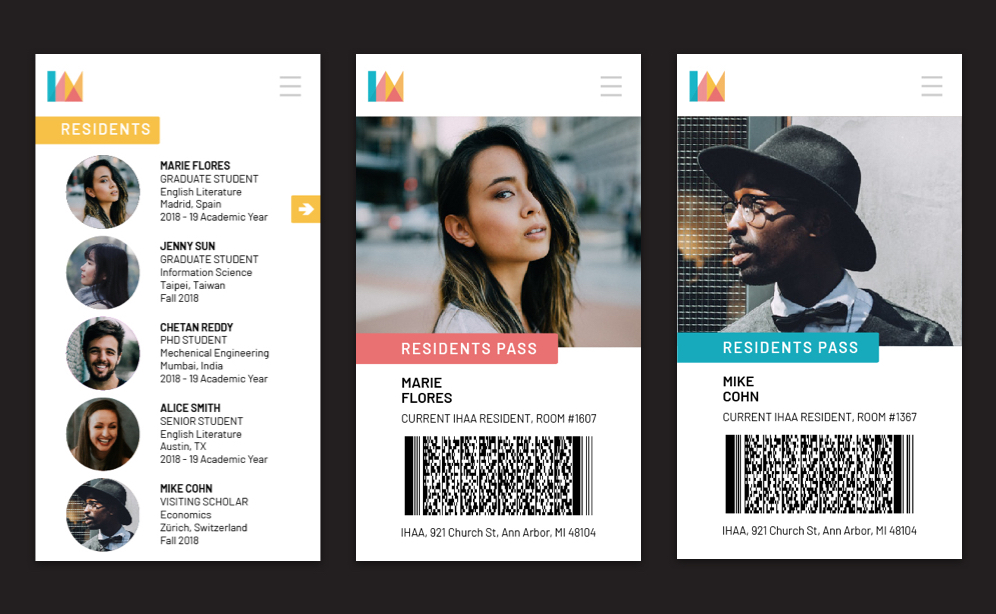 RESIDENTS
MARIE FLORES
GRADUATE STUDENT
English Literature
Madrid, Spain
2018 - 19 Academic Year
JENNY SUN
GRADUATE STUDENT
Information Science
Taipei, Taiwan
Fall 2018
CHETAN REDDY
PHD STUDENT
Mechenical Engineering
Mumbai, India
2018 - 19 Academic Year
ALICE SMITH
SENIOR STUDENT
English Literature
Austin, TX
2018 - 19 Academic Year
MIKE COHN
VISITING SCHOLAR
Economics
Zürich, Switzerland
Fall 2018
RESIDENTS PASS
MARIE
FLORES
CURRENT IHAA RESIDENT, ROOM #1607
IHAA, 921 Church St, Ann Arbor, MI 48104
RESIDENTS PASS
MIKE
COHN
CURRENT IHAA RESIDENT, ROOM #1367
IHAA, 921 Church St, Ann Arbor, MI 48104